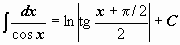 ∫ dx/cos x = ln |tg (x + π/2)/2| + C